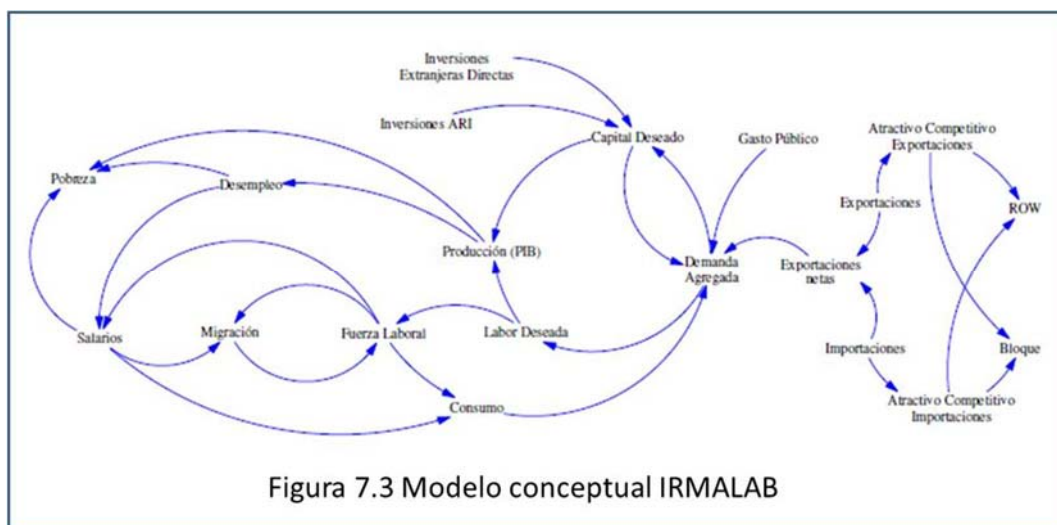 Inversiones
Extranjeras Directas
Inversiones ARI
Capital Deseado
Gasto Público
Atractivo Competitivo
Exportaciones
Pobreza
Desempleo
Exportaciones
ROW
Producción (PIB)
Demanda
Agregada
Exportaciones
netas
Salarios
Migración
Fuerza Laboral
Labor Deseada
Importaciones
Bloque
Consumo
Atractivo Competitivo
Importaciones
Figura 7.3 Modelo conceptual IRMALAB